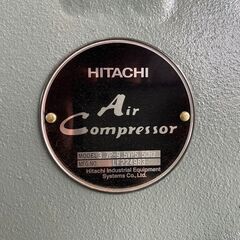 HITACHI
Air
Compressor
MODEL
MFG NO.
Hitachi Industrial Equipment
Systems Co., Ltd.